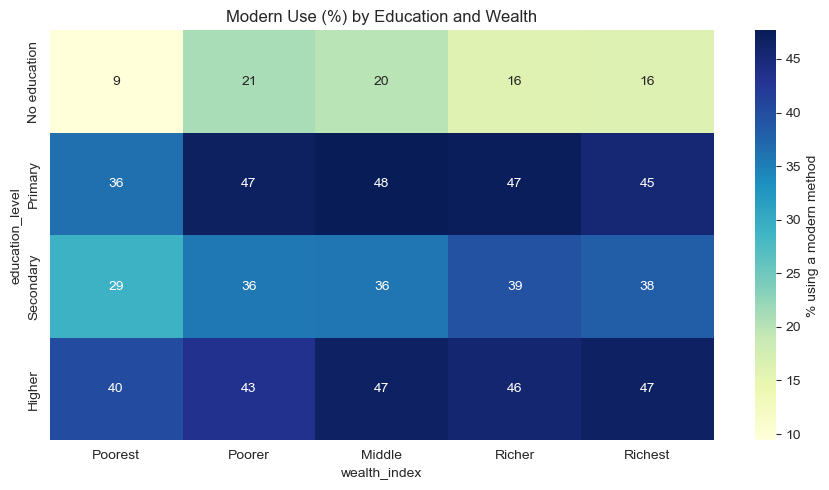 Modern Use (%) by Education and Wealth
education_level
No education
9 21 20 16 16
Primary
36 47 48 47 45
Secondary
29 36 36 39 38
Higher
40 43 47 46 47
Poorest Poorer Middle Richer Richest
wealth_index
45
40
35
30
25
20
15
10
% using a modern method